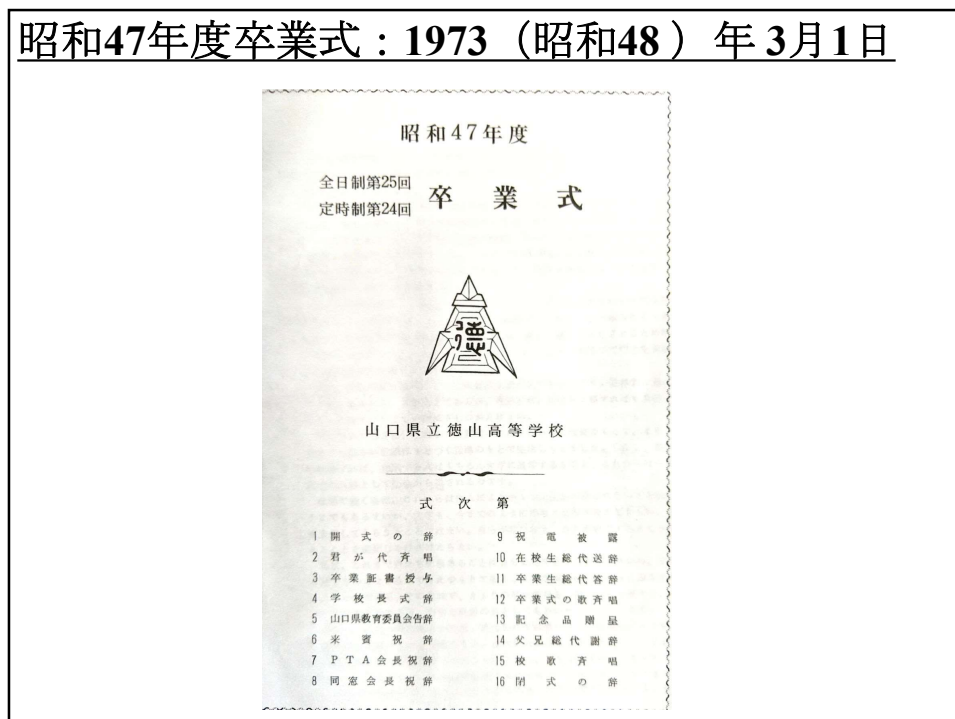 昭和47年度卒業式：1973（昭和48）年 3月1日
昭和47年度
全日制第25回
定時制第24回
卒業式
徳
山口県立徳山高等学校
式次第
1 開式の辞
2 君が代斉唱
3 卒業証書授与
4 学校長式辞
5 山口県教育委員会告辞
6 来賓祝辞
7 PTA会長祝辞
8 同窓会長祝辞
9 祝電被露
10 在校生総代送辞
11 卒業生総代答辞
12 卒業式の歌斉唱
13 記念品贈呈
14 父兄総代謝辞
15 校歌斉唱
16 閉式の辞